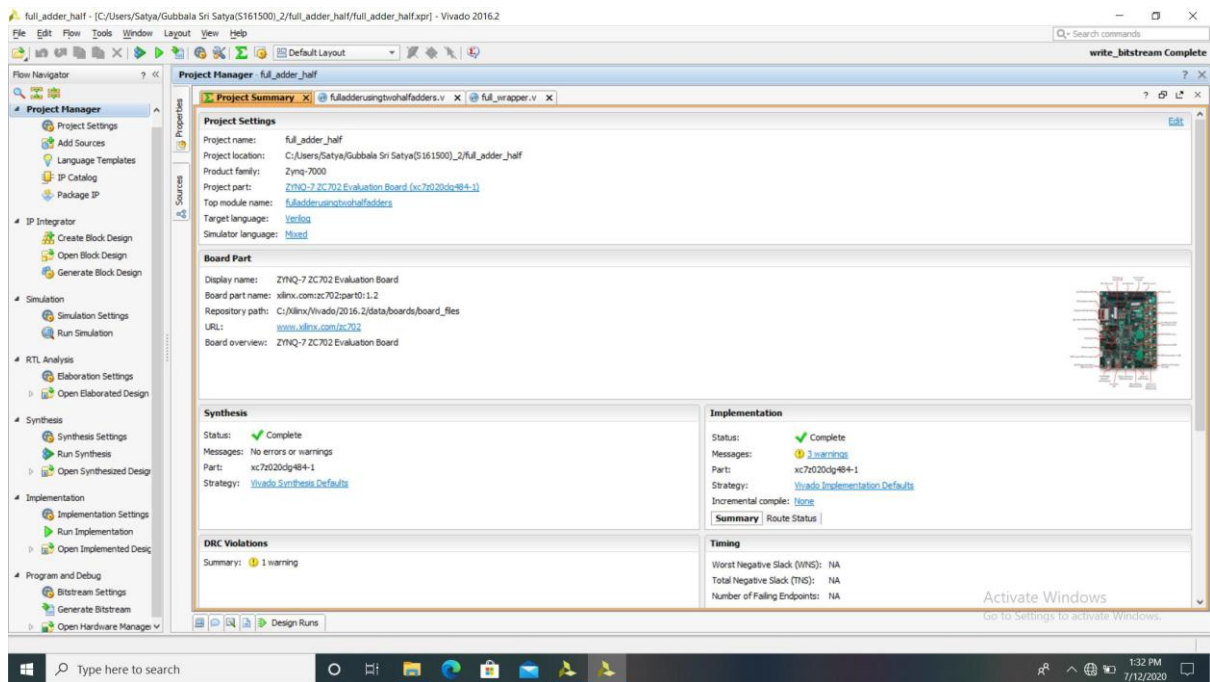 full_adder_half - [C:/Users/Satya/Gubbala Sri Satya(S161500)_2/full_adder_half/full_adder_half.xpr] - Vivado 2016.2
File Edit Flow Tools Window Layout View Help
Search commands
Default Layout
write_bitstream Complete
Flow Navigator
Project Manager - full_adder_half
Project Manager
Project Settings
Add Sources
Language Templates
IP Catalog
Package IP
IP Integrator
Create Block Design
Open Block Design
Generate Block Design
Simulation
Simulation Settings
Run Simulation
RTL Analysis
Elaboration Settings
Open Elaborated Design
Synthesis
Synthesis Settings
Run Synthesis
Open Synthesized Desigr
Implementation
Implementation Settings
Run Implementation
Open Implemented Desig
Program and Debug
Bitstream Settings
Generate Bitstream
Open Hardware Manager
Properties
Sources
Project Summary fulladderusingtwohalfadders.v full_wrapper.v
Project Settings Edit
Project name: full_adder_half
Project location: C:/Users/Satya/Gubbala Sri Satya(S161500)_2/full_adder_half
Product family: Zynq-7000
Project part: ZYNQ-7 ZC702 Evaluation Board (xc7z020clg484-1)
Top module name: fulladderusingtwohalfadders
Target language: Verilog
Simulator language: Mixed
Board Part
Display name: ZYNQ-7 ZC702 Evaluation Board
Board part name: xilinx.com:zc702:part0:1.2
Repository path: C:/Xilinx/Vivado/2016.2/data/boards/board_files
URL: www.xilinx.com/zc702
Board overview: ZYNQ-7 ZC702 Evaluation Board
Synthesis
Status: Complete
Messages: No errors or warnings
Part: xc7z020clg484-1
Strategy: Vivado Synthesis Defaults
Implementation
Status: Complete
Messages: 3 warnings
Part: xc7z020clg484-1
Strategy: Vivado Implementation Defaults
Incremental compile: None
Summary Route Status
DRC Violations
Summary: 1 warning
Timing
Worst Negative Slack (WNS): NA
Total Negative Slack (TNS): NA
Number of Failing Endpoints: NA
Activate Windows
Go to Settings to activate Windows.
Design Runs
Type here to search
1:32 PM
7/12/2020